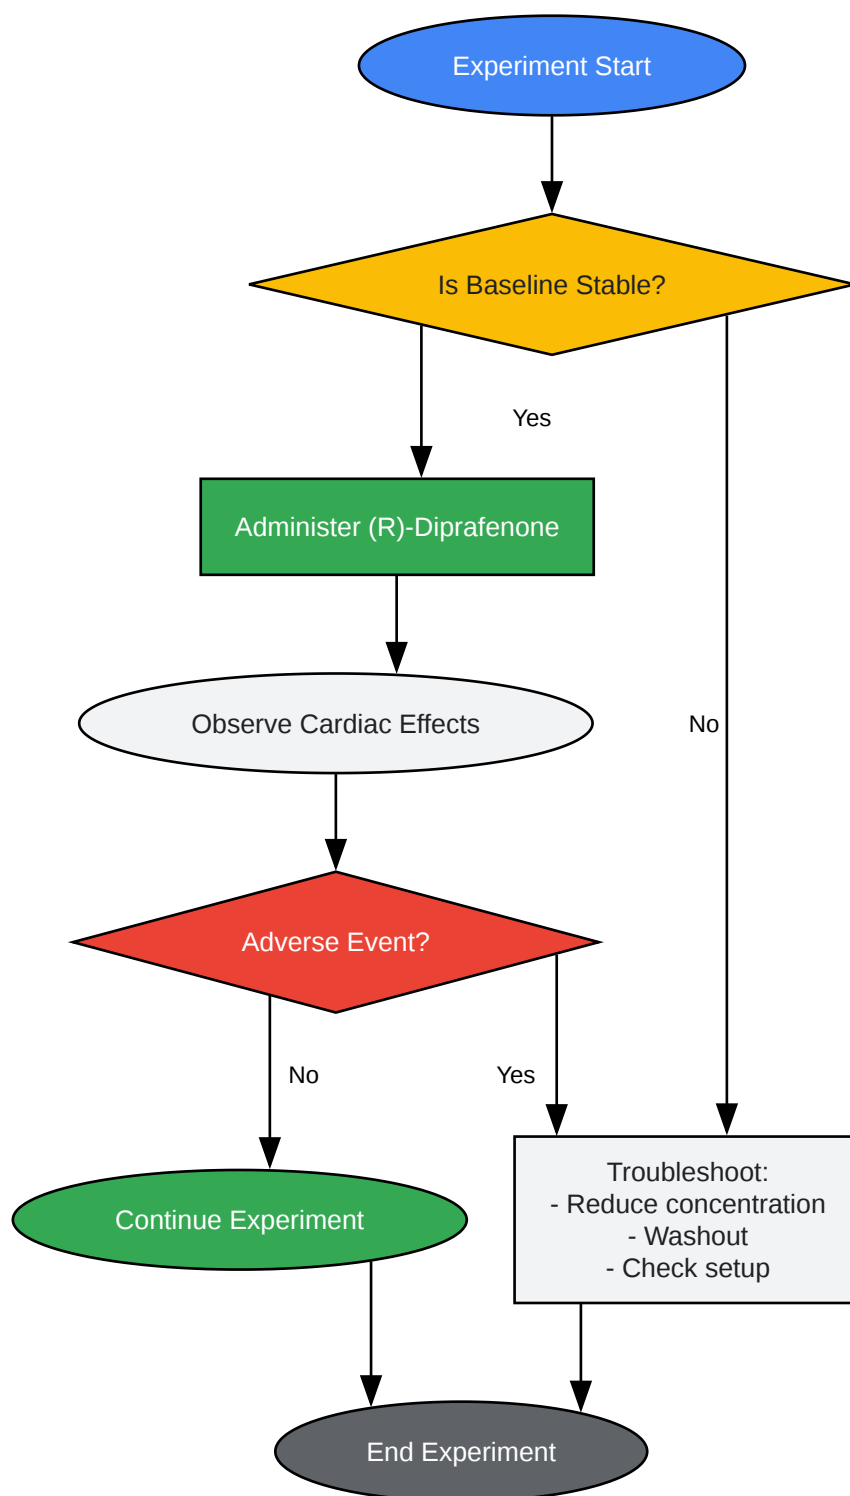 Experiment Start
Is Baseline Stable?
Yes
Administer (R)-Diprafenone
Observe Cardiac Effects
No
Adverse Event?
No
Yes
Troubleshoot:
- Reduce concentration
- Washout
- Check setup
Continue Experiment
End Experiment